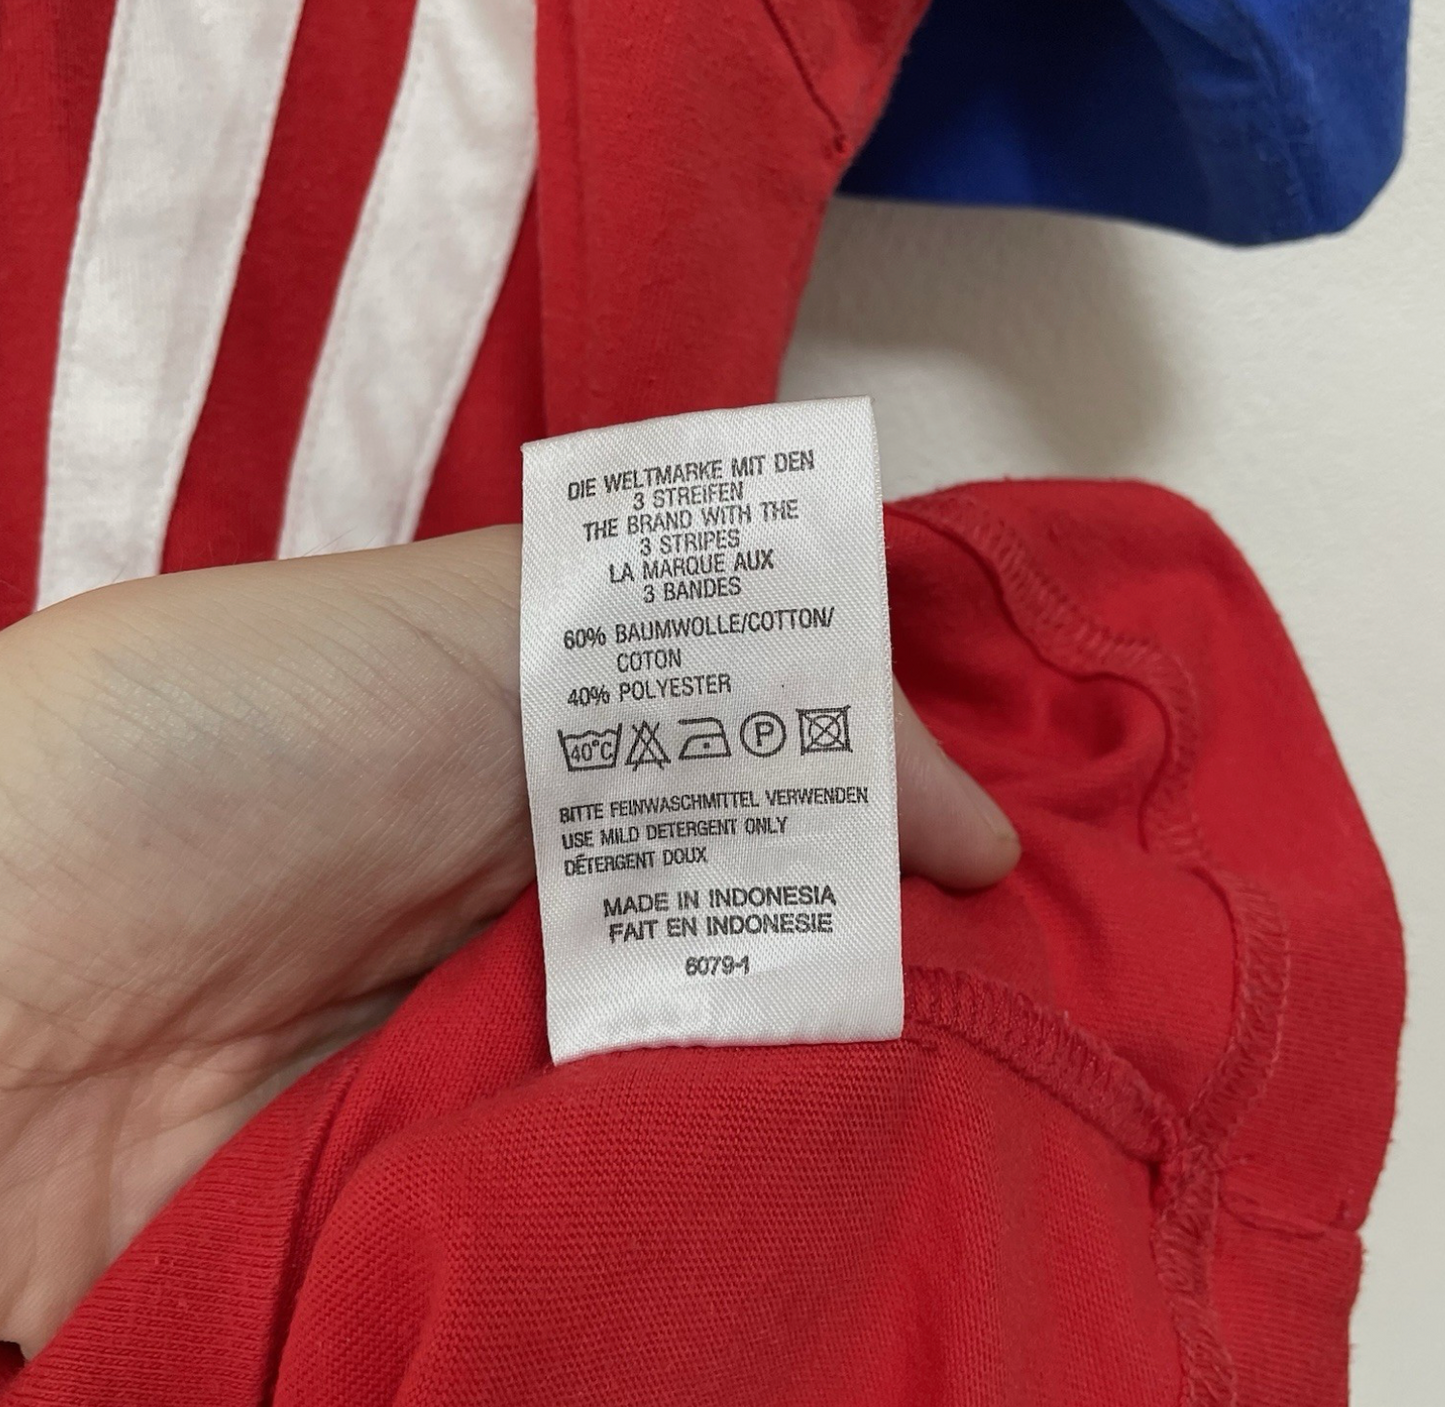 DIE WELTMARKE MIT DEN
3 STREIFEN
THE BRAND WITH THE
3 STRIPES
LA MARQUE AUX
3 BANDES
60% BAUMWOLLE/COTTON/
COTON
40% POLYESTER
40°C P
BITTE FEINWASCHMITTEL VERWENDEN
USE MILD DETERGENT ONLY
DÉTERGENT DOUX
MADE IN INDONESIA
FAIT EN INDONESIE
6079-1